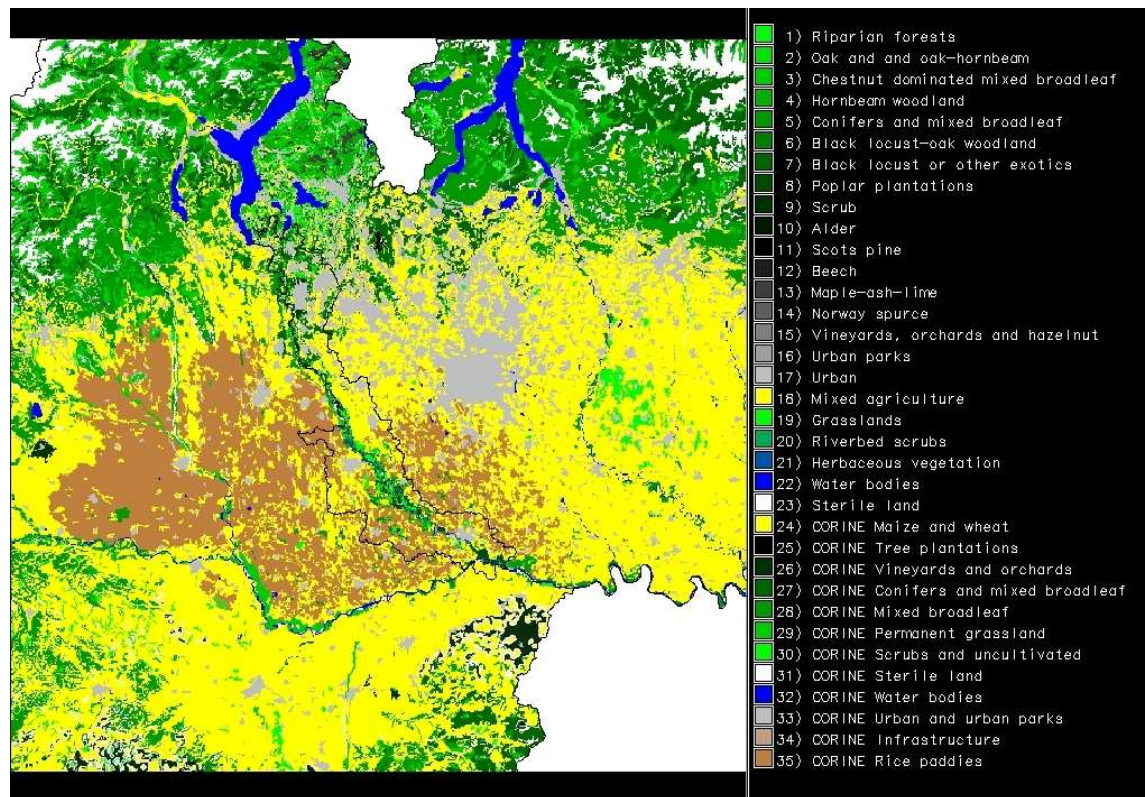 1) Riparian forests
2) Oak and and oak-hornbeam
3) Chestnut dominated mixed broadleaf
4) Hornbeam woodland
5) Conifers and mixed broadleaf
6) Black locust-oak woodland
7) Black locust or other exotics
8) Poplar plantations
9) Scrub
10) Alder
11) Scots pine
12) Beech
13) Maple-ash-lime
14) Norway spurce
15) Vineyards, orchards and hazelnut
16) Urban parks
17) Urban
18) Mixed agriculture
19) Grasslands
20) Riverbed scrubs
21) Herbaceous vegetation
22) Water bodies
23) Sterile land
24) CORINE Maize and wheat
25) CORINE Tree plantations
26) CORINE Vineyards and orchards
27) CORINE Conifers and mixed broadleaf
28) CORINE Mixed broadleaf
29) CORINE Permanent grassland
30) CORINE Scrubs and uncultivated
31) CORINE Sterile land
32) CORINE Water bodies
33) CORINE Urban and urban parks
34) CORINE Infrastructure
35) CORINE Rice paddies